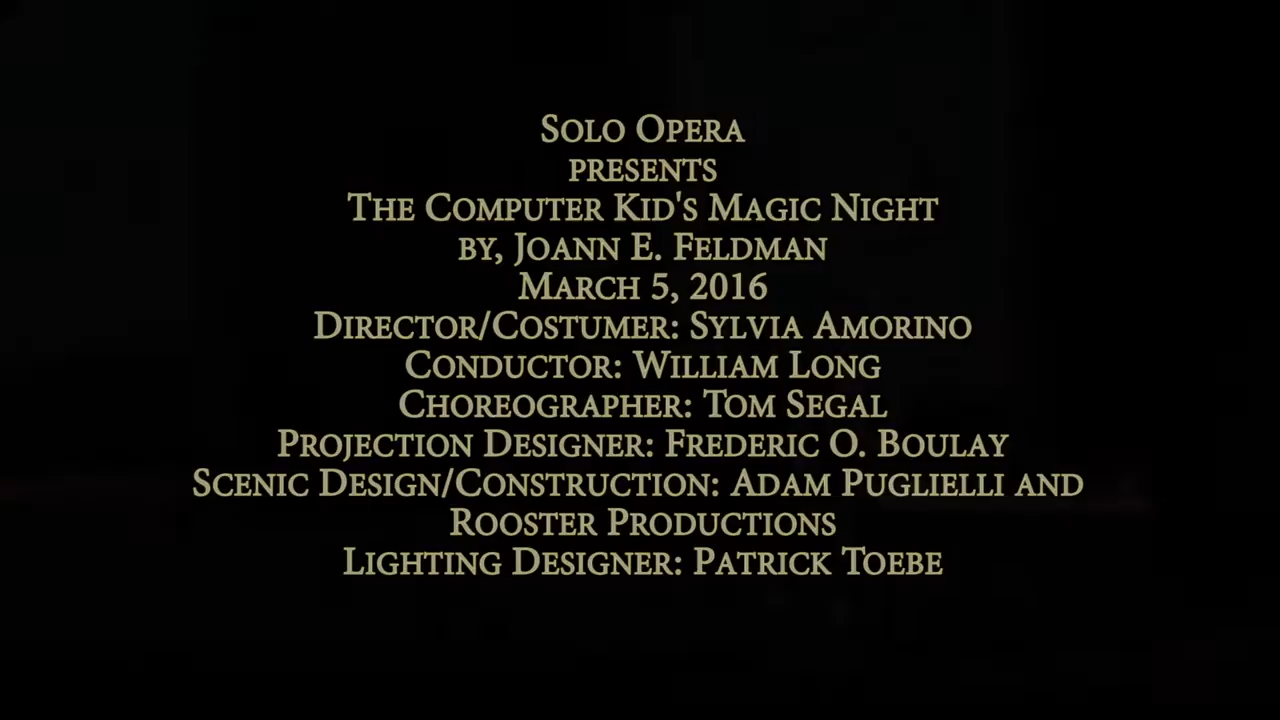 Solo Opera
presents
The Computer Kid's Magic Night
by, Joann E. Feldman
March 5, 2016
Director/Costumer: Sylvia Amorino
Conductor: William Long
Choreographer: Tom Segal
Projection Designer: Frederic O. Boulay
Scenic Design/Construction: Adam Puglielli and
Rooster Productions
Lighting Designer: Patrick Toebe